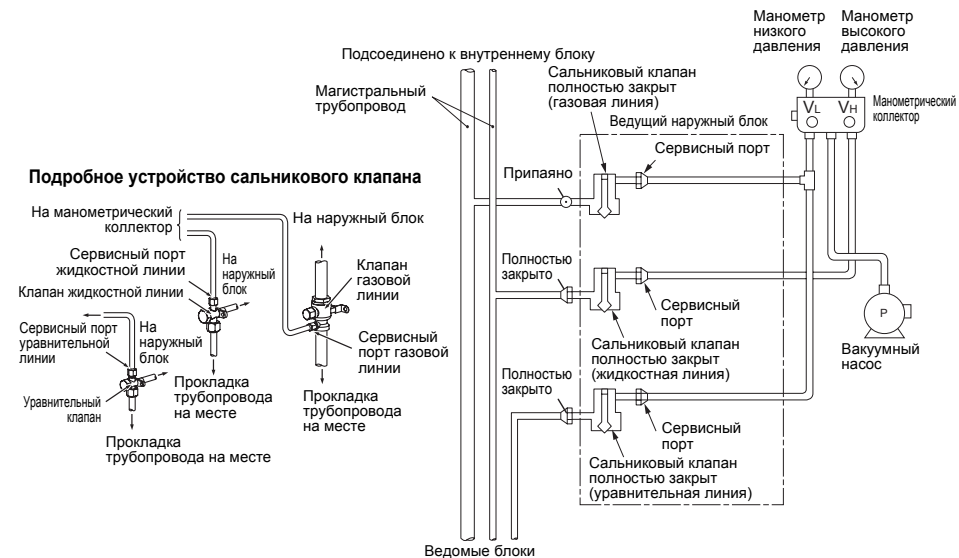 Манометр
низкого
давления
Манометр
высокого
давления
Подсоединено к внутреннему блоку
Магистральный
трубопровод
Сальниковый клапан
полностью закрыт
(газовая линия)
VL
VH
Манометрический
коллектор
Ведущий наружный блок
Сервисный порт
Припаяно
Подробное устройство сальникового клапана
На манометрический
коллектор
На наружный блок
Сервисный порт
жидкостной линии
На
наружный
блок
Клапан
газовой
линии
Клапан жидкостной линии
Сервисный порт
уравнительной
линии
На
наружный
блок
Сервисный
порт газовой
линии
Уравнительный
клапан
Прокладка
трубопровода
на месте
Прокладка
трубопровода
на месте
Прокладка
трубопровода на месте
Полностью
закрыто
Сервисный
порт
P
Вакуумный
насос
Сальниковый клапан
полностью закрыт
(жидкостная линия)
Полностью
закрыто
Сервисный
порт
Сальниковый клапан
полностью закрыт
(уравнительная линия)
Ведомые блоки